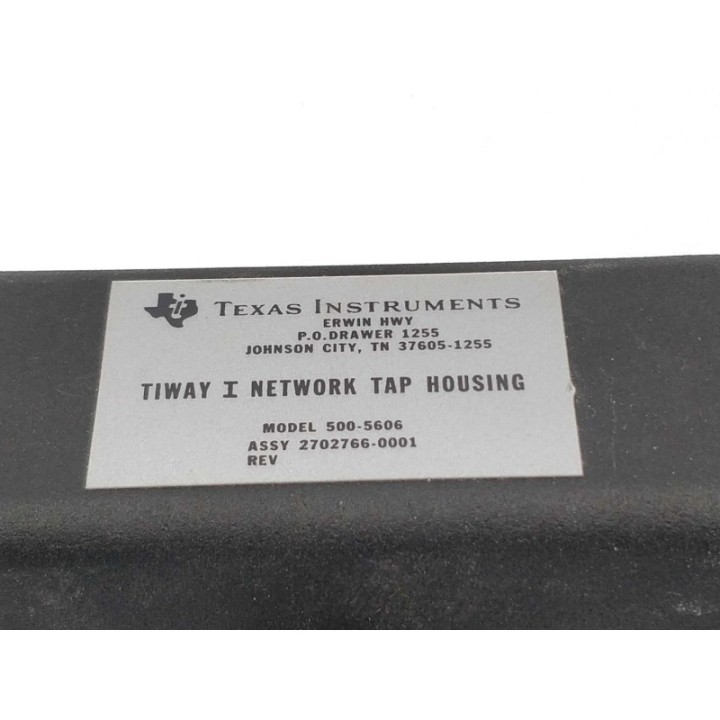 TEXAS INSTRUMENTS
ERWIN HWY
P.O.DRAWER 1255
JOHNSON CITY, TN 37605-1255
TIWAY I NETWORK TAP HOUSING
MODEL 500-5606
ASSY 2702766-0001
REV